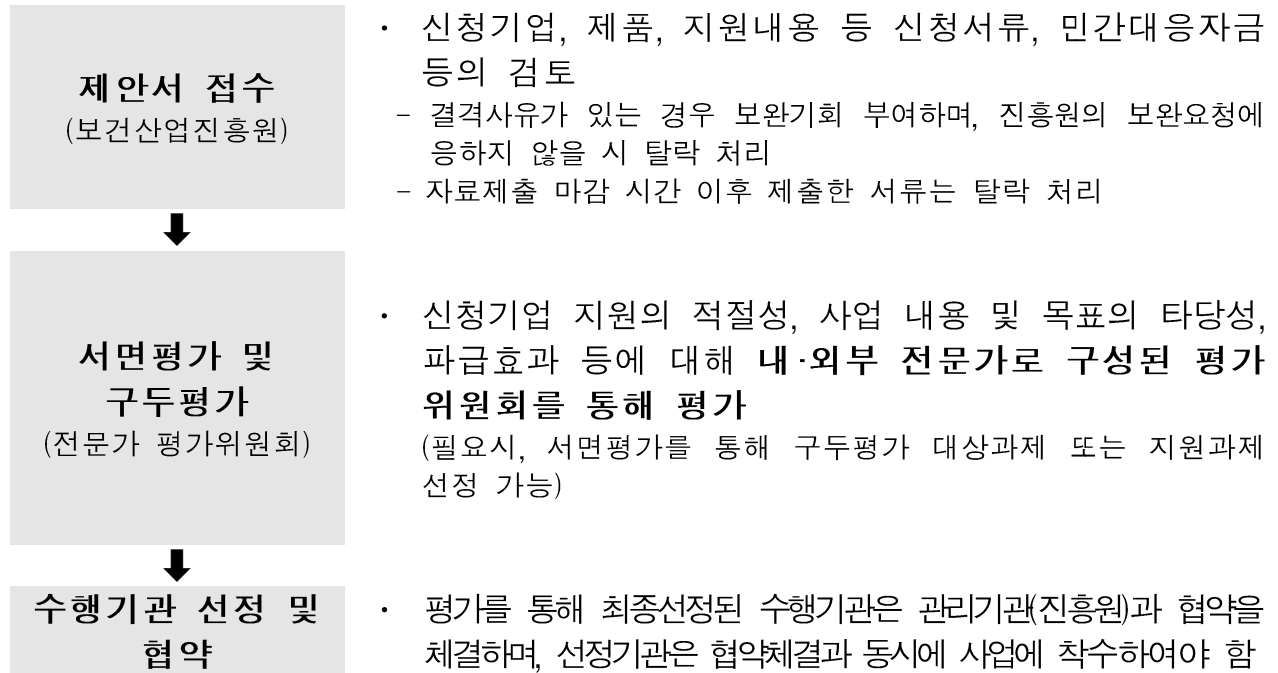 제안서 접수
(보건산업진흥원)
· 신청기업, 제품, 지원내용 등 신청서류, 민간대응자금
등의 검토
- 결격사유가 있는 경우 보완기회 부여하며, 진흥원의 보완요청에
응하지 않을 시 탈락 처리
- 자료제출 마감 시간 이후 제출한 서류는 탈락 처리
서면평가 및
구두평가
(전문가 평가위원회)
· 신청기업 지원의 적절성, 사업 내용 및 목표의 타당성,
파급효과 등에 대해 내·외부 전문가로 구성된 평가
위원회를 통해 평가
(필요시, 서면평가를 통해 구두평가 대상과제 또는 지원과제
선정 가능)
수행기관 선정 및
협약
· 평가를 통해 최종선정된 수행기관은 관리기관(진흥원)과 협약을
체결하며, 선정기관은 협약체결과 동시에 사업에 착수하여야 함